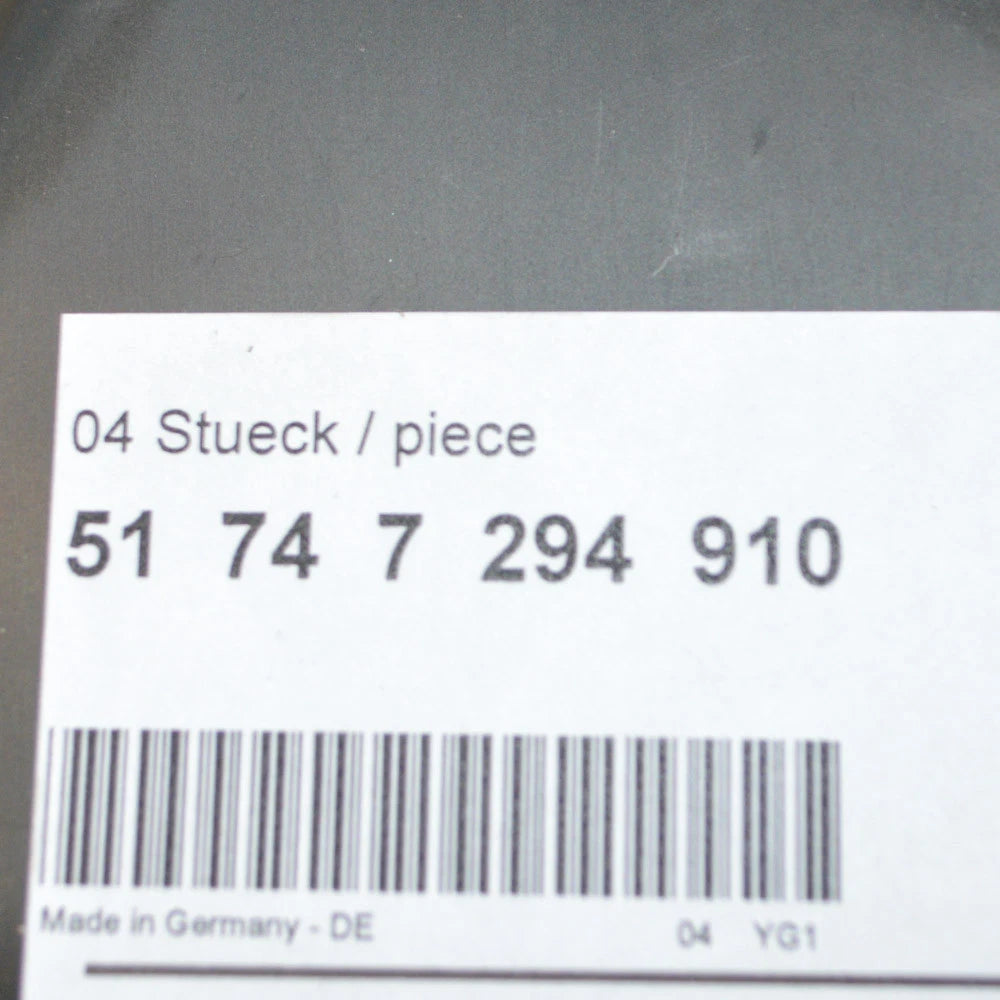 04 Stueck / piece
51 74 7 294 910
Made in Germany - DE 04 YG1